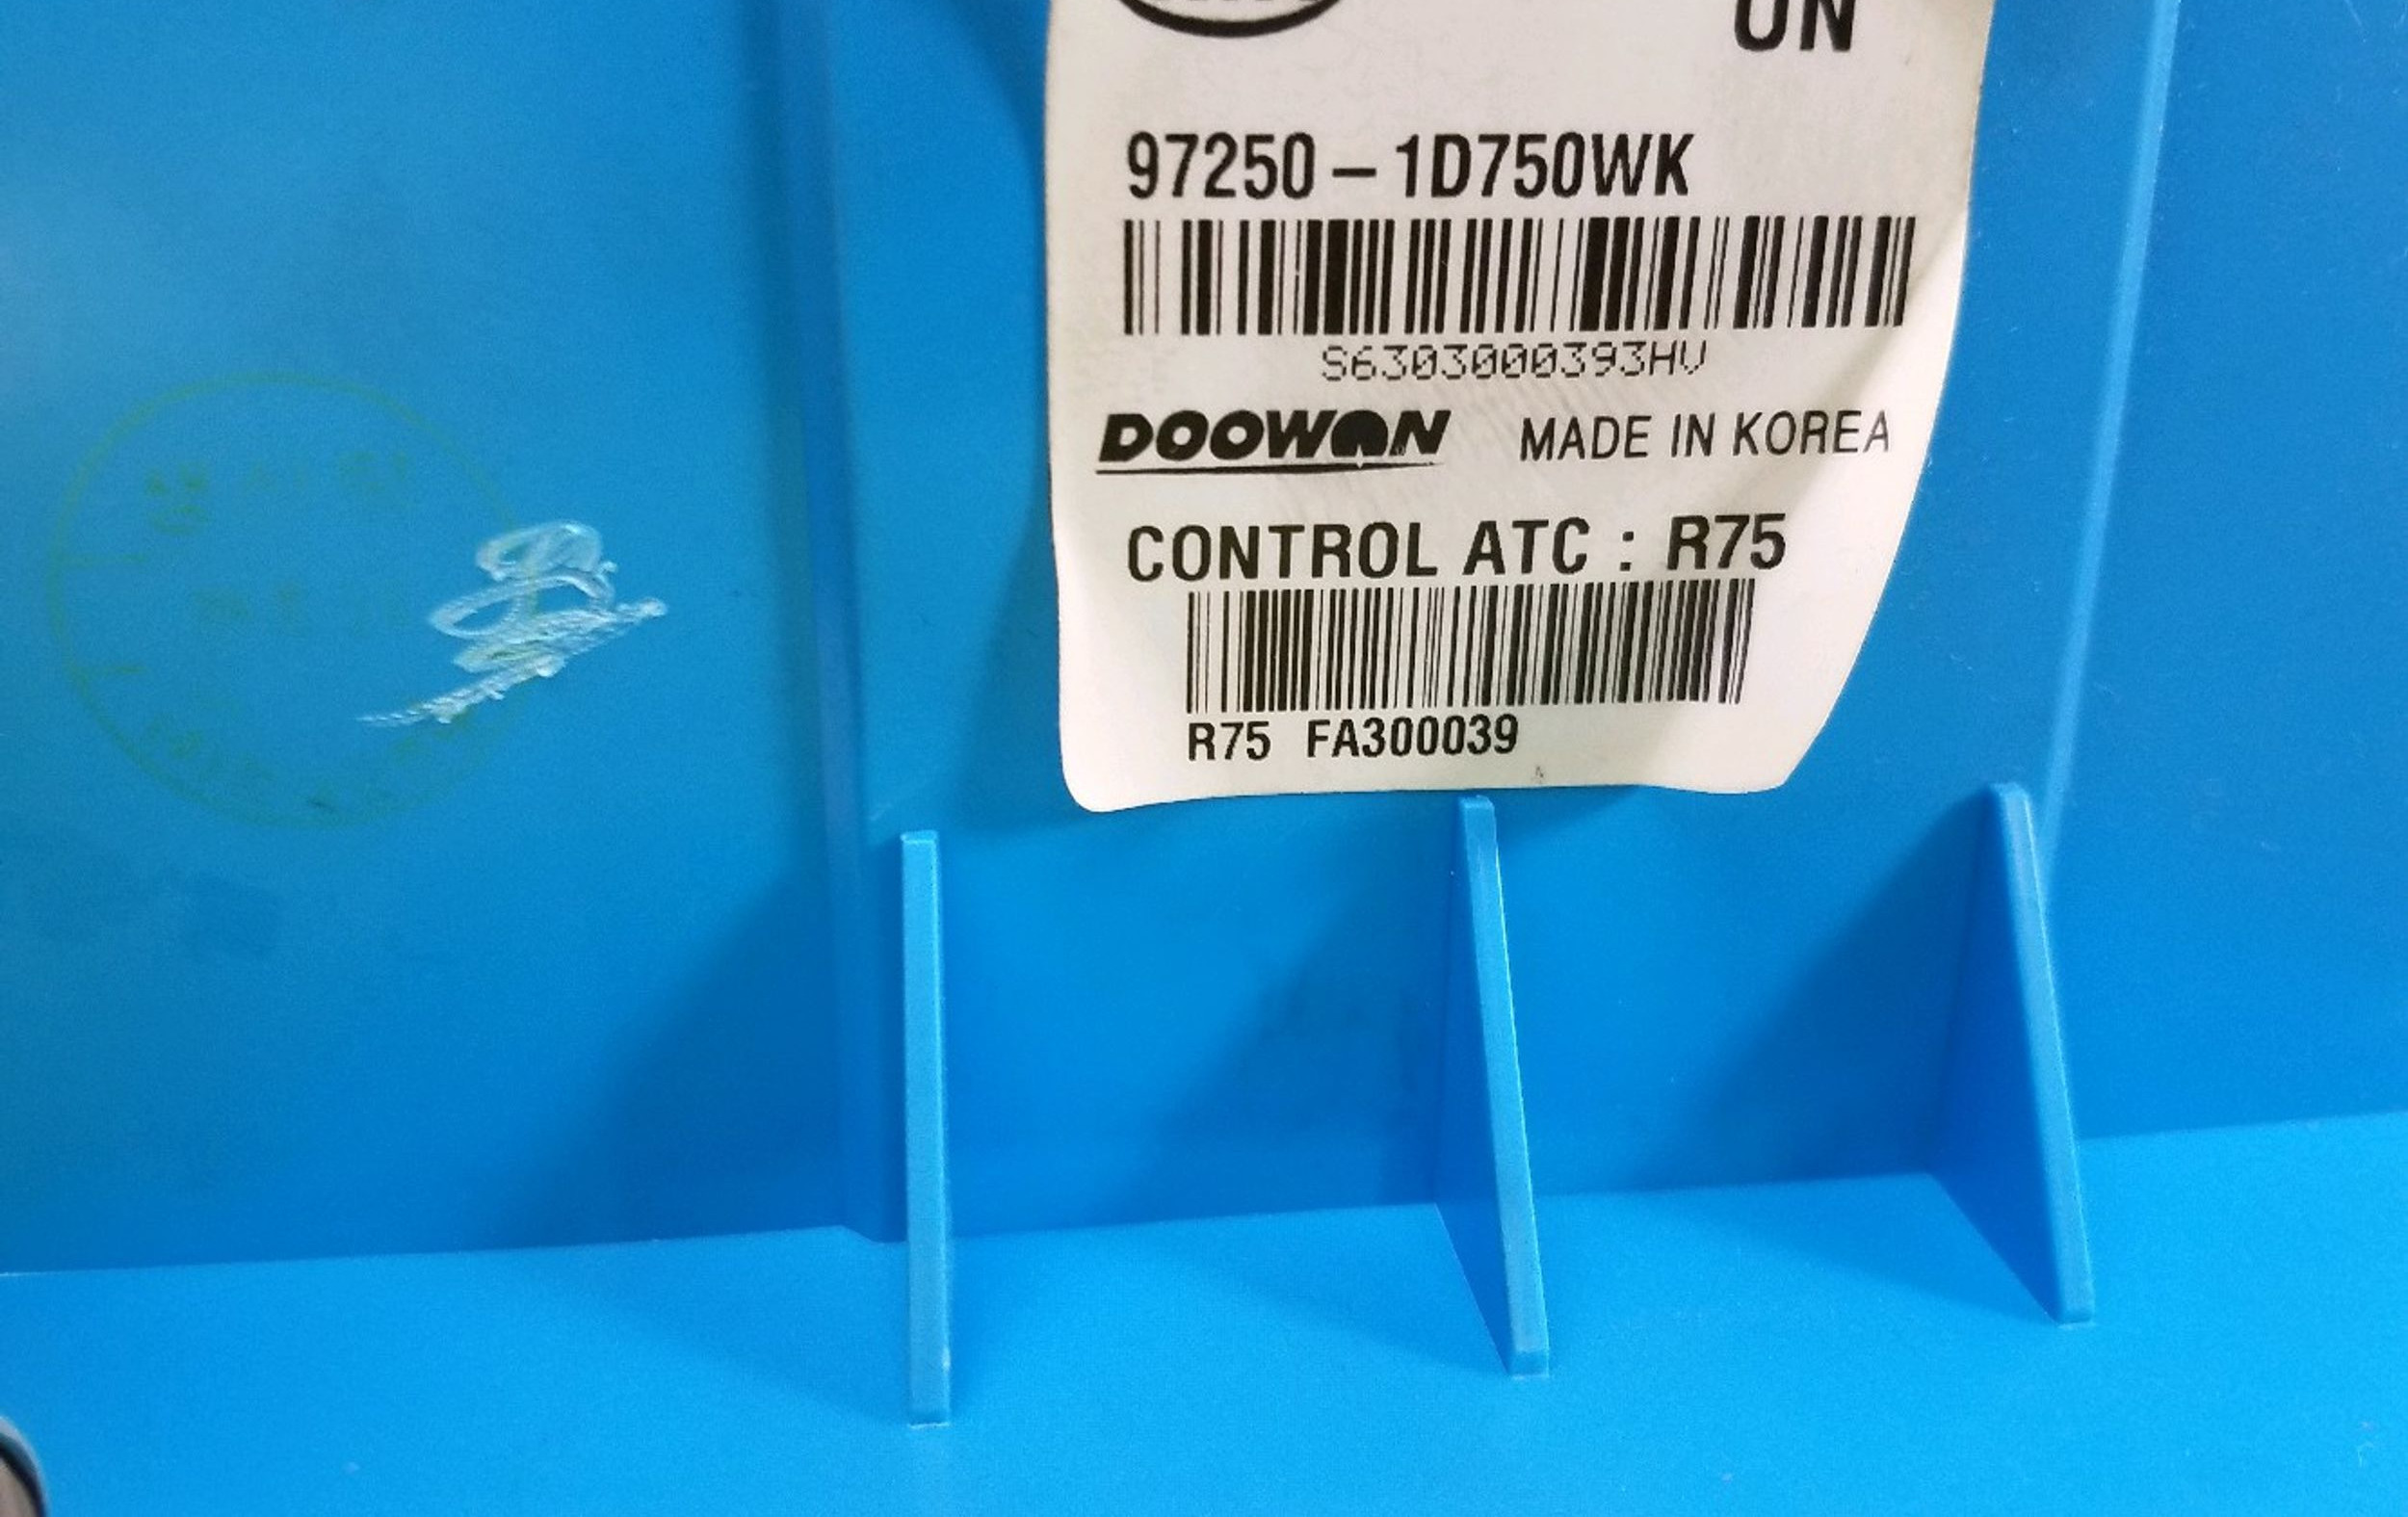 UN
97250-1D750WK
S6303000393HV
DOOWON MADE IN KOREA
CONTROL ATC : R75
R75 FA300039